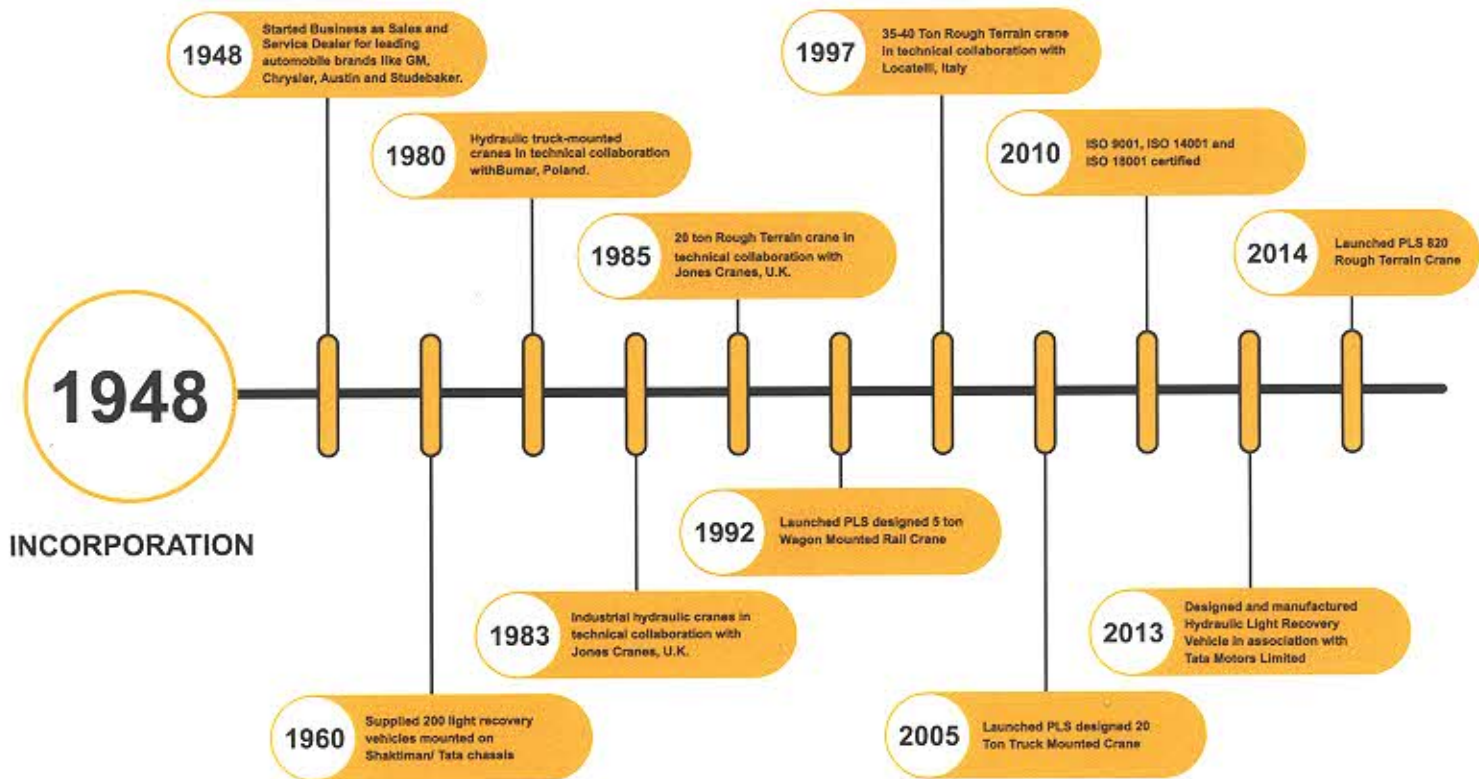 1948
INCORPORATION
1948
Started Business as Sales and
Service Dealer for leading
automobile brands like GM,
Chrysler, Austin and Studebaker.
1960
Supplied 200 light recovery
vehicles mounted on
Shaktiman/ Tata chassis
1980
Hydraulic truck-mounted
cranes in technical collaboration
withBumar, Poland.
1983
Industrial hydraulic cranes in
technical collaboration with
Jones Cranes, U.K.
1985
20 ton Rough Terrain crane in
technical collaboration with
Jones Cranes, U.K.
1992
Launched PLS designed 5 ton
Wagon Mounted Rail Crane
1997
35-40 Ton Rough Terrain crane
in technical collaboration with
Locatelli, Italy
2005
Launched PLS designed 20
Ton Truck Mounted Crane
2010
ISO 9001, ISO 14001 and
ISO 18001 certified
2013
Designed and manufactured
Hydraulic Light Recovery
Vehicle in association with
Tata Motors Limited
2014
Launched PLS 820
Rough Terrain Crane